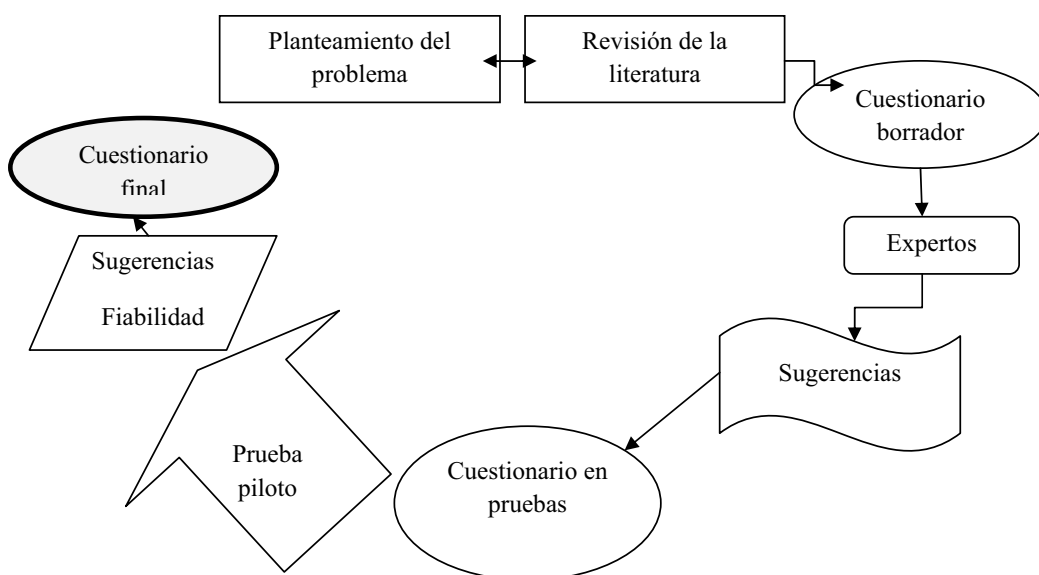 Planteamiento del
problema
Revisión de la
literatura
Cuestionario
borrador
Expertos
Sugerencias
Cuestionario en
pruebas
Prueba
piloto
Sugerencias
Fiabilidad
Cuestionario
final